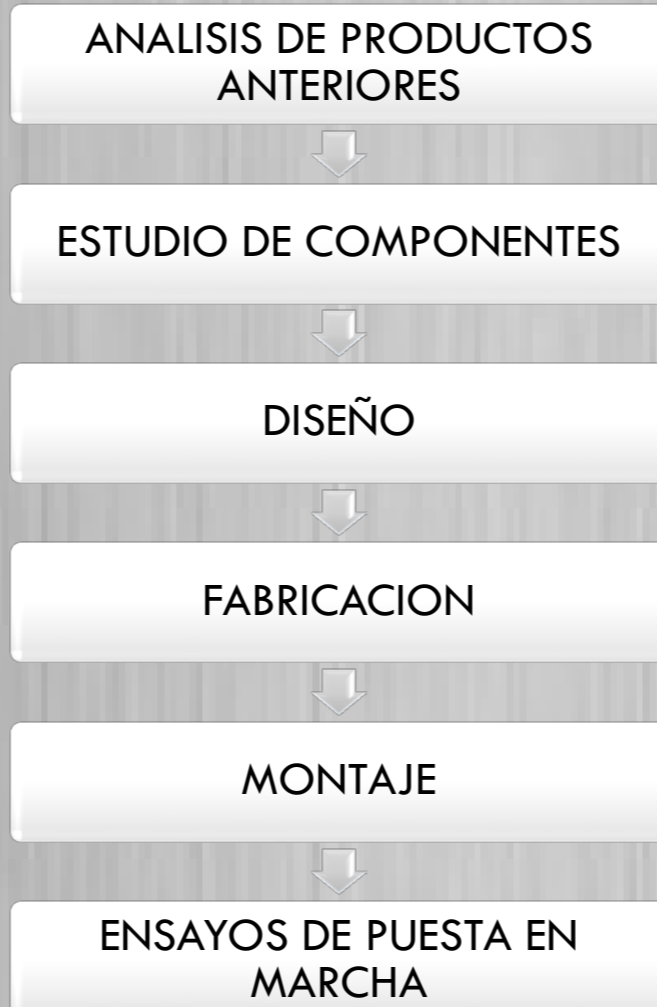 ANALISIS DE PRODUCTOS
ANTERIORES
ESTUDIO DE COMPONENTES
DISEÑO
FABRICACION
MONTAJE
ENSAYOS DE PUESTA EN
MARCHA